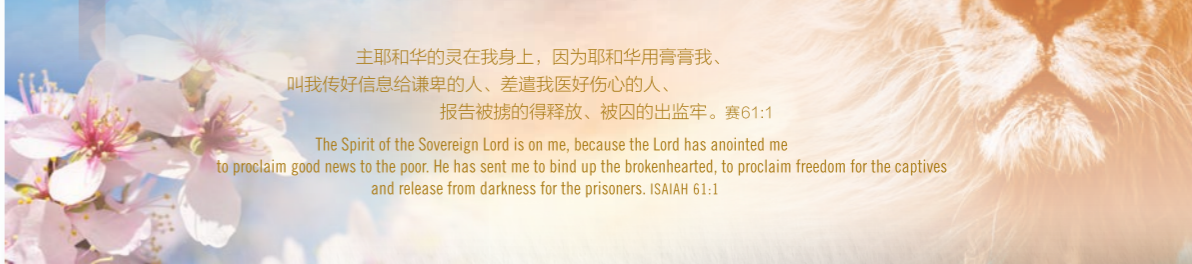 主耶和华的灵在我身上，因为耶和华用膏膏我、
叫我传好信息给谦卑的人、差遣我医好伤心的人、
报告被掳的得释放、被囚的出监牢。赛61:1
The Spirit of the Sovereign Lord is on me, because the Lord has anointed me
to proclaim good news to the poor. He has sent me to bind up the brokenhearted, to proclaim freedom for the captives
and release from darkness for the prisoners. ISAIAH 61:1